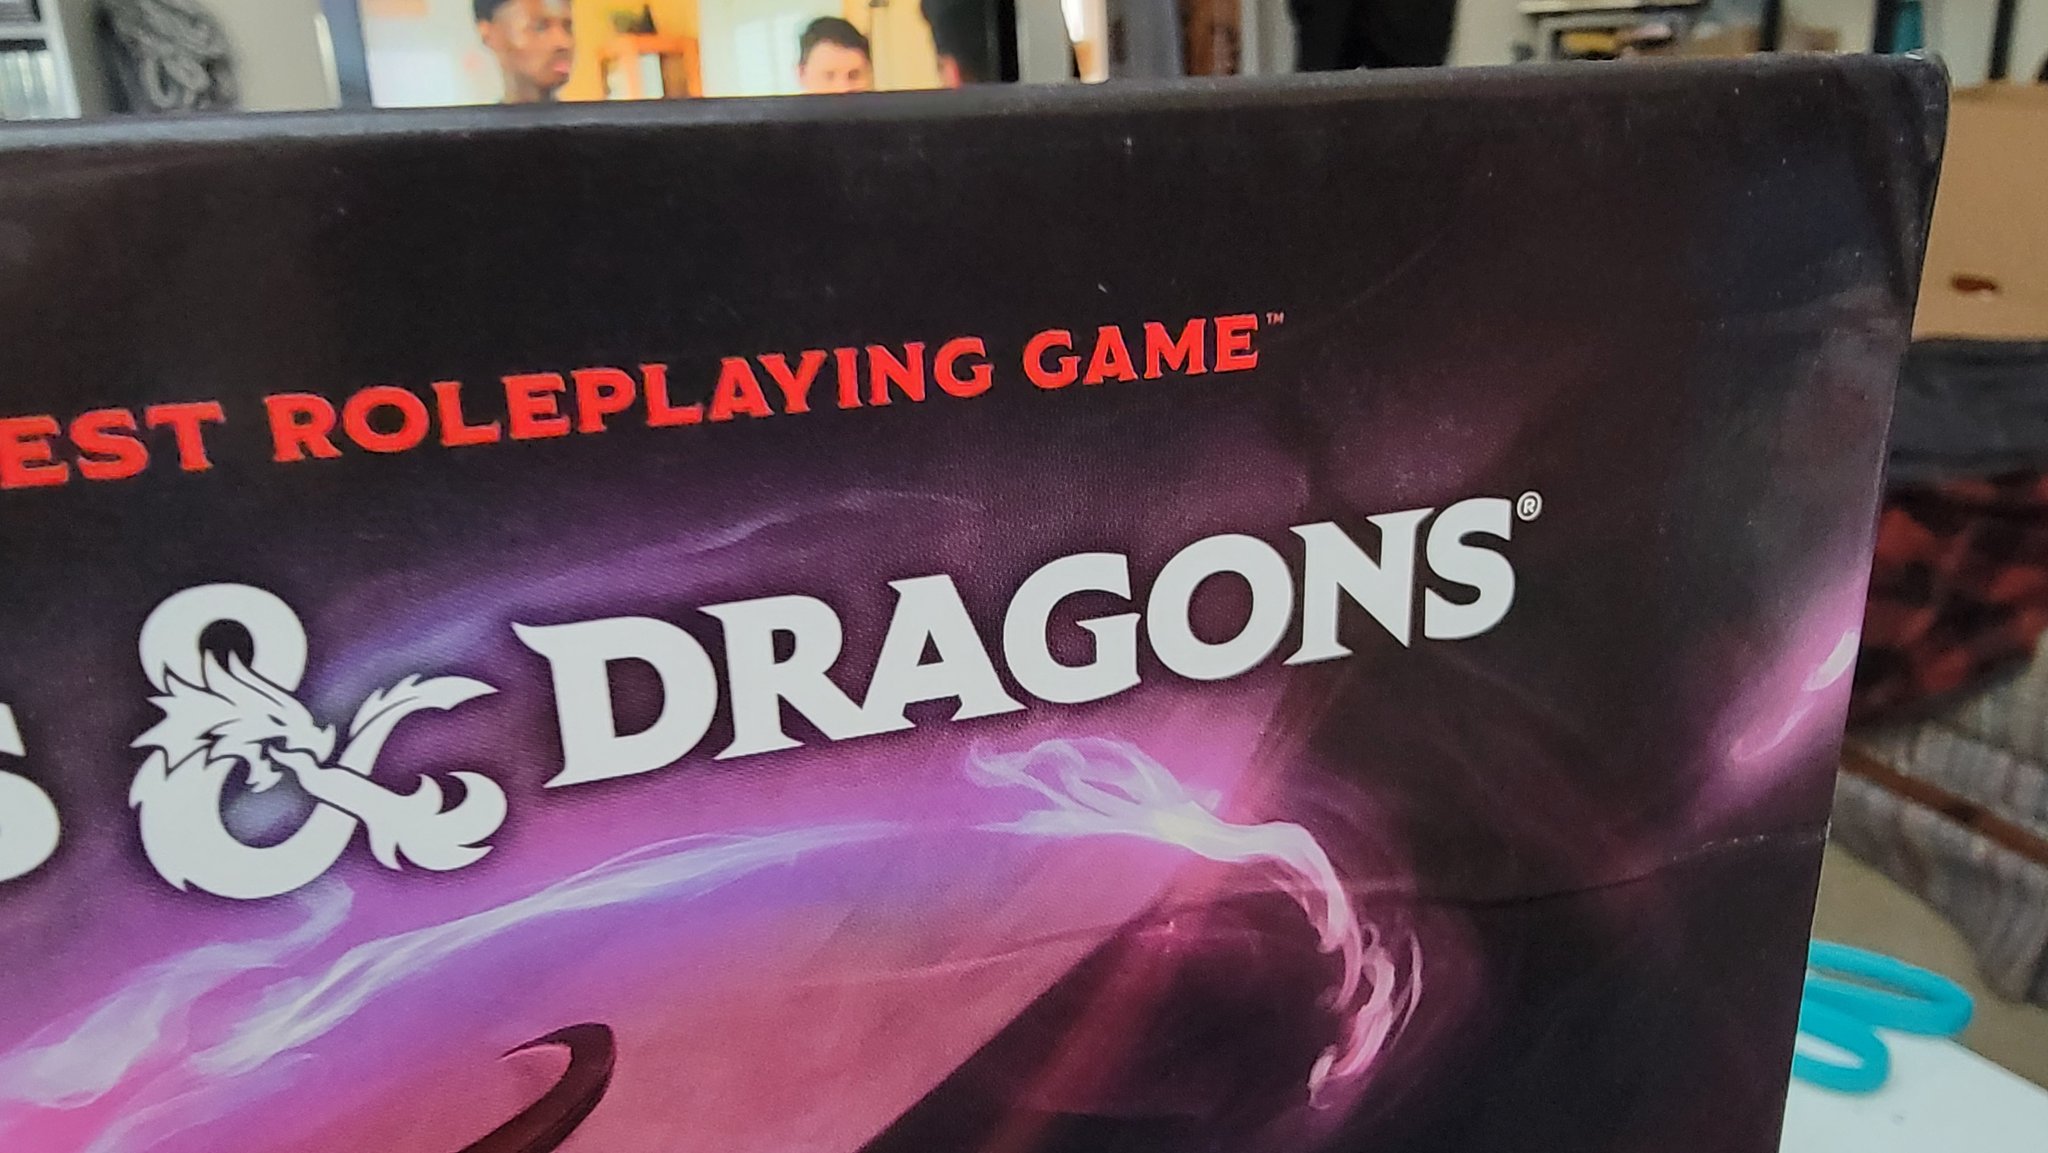 EST ROLEPLAYING GAME™
S & DRAGONS®